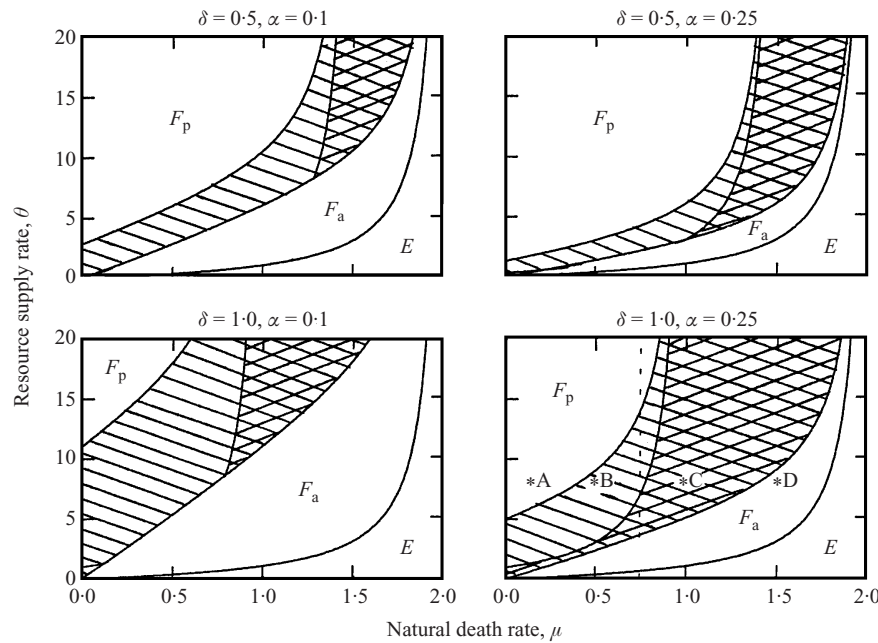 δ = 0·5, α = 0·1
δ = 0·5, α = 0·25
20
15
10
5
0
F_p
F_a
E
F_p
F_a
E
δ = 1·0, α = 0·1
δ = 1·0, α = 0·25
20
15
10
5
0
F_p
F_a
E
F_p
*A
*B
*C
*D
F_a
E
0·0 0·5 1·0 1·5 2·0
0·0 0·5 1·0 1·5 2·0
Resource supply rate, θ
Natural death rate, μ